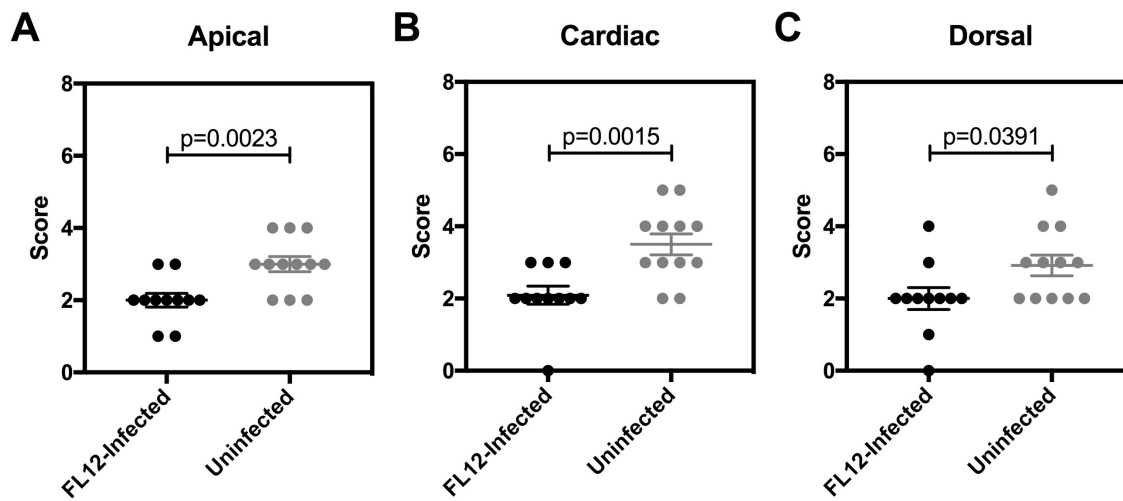 A
Apical
8
6
4
2
0
Score
p=0.0023
FL12-Infected
Uninfected
B
Cardiac
8
6
4
2
0
Score
p=0.0015
FL12-Infected
Uninfected
C
Dorsal
8
6
4
2
0
Score
p=0.0391
FL12-Infected
Uninfected